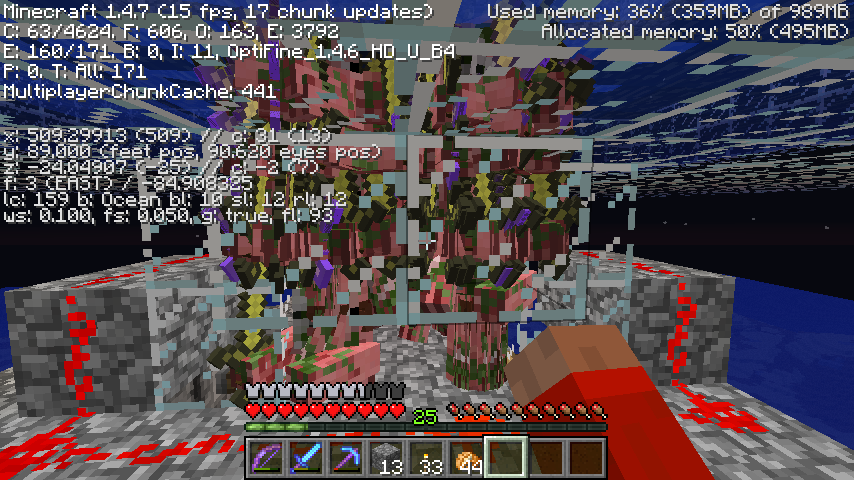 Minecraft 1.4.7 (15 fps, 17 chunk updates)
Used memory: 36% (359MB) of 989MB
C: 63/4624, F: 606, O: 163, E: 3792
Allocated memory: 50% (495MB)
E: 160/171, B: 0, I: 11, OptiFine_1.4.6_HD_U_B4
P: 0, T: All: 171
MultiplayerChunkCache: 441
x: 509.29913 (509) // c: 31 (13)
y: 89.000 (feet pos, 90.620 eyes pos)
z: -24.04907 (-25) // c: -2 (7)
f: 3 (EAST) / -84.908325
lc: 159 b: Ocean bl: 10 sl: 12 rl: 12
ws: 0.100, fs: 0.050, g: true, fl: 93
25
13
33
44